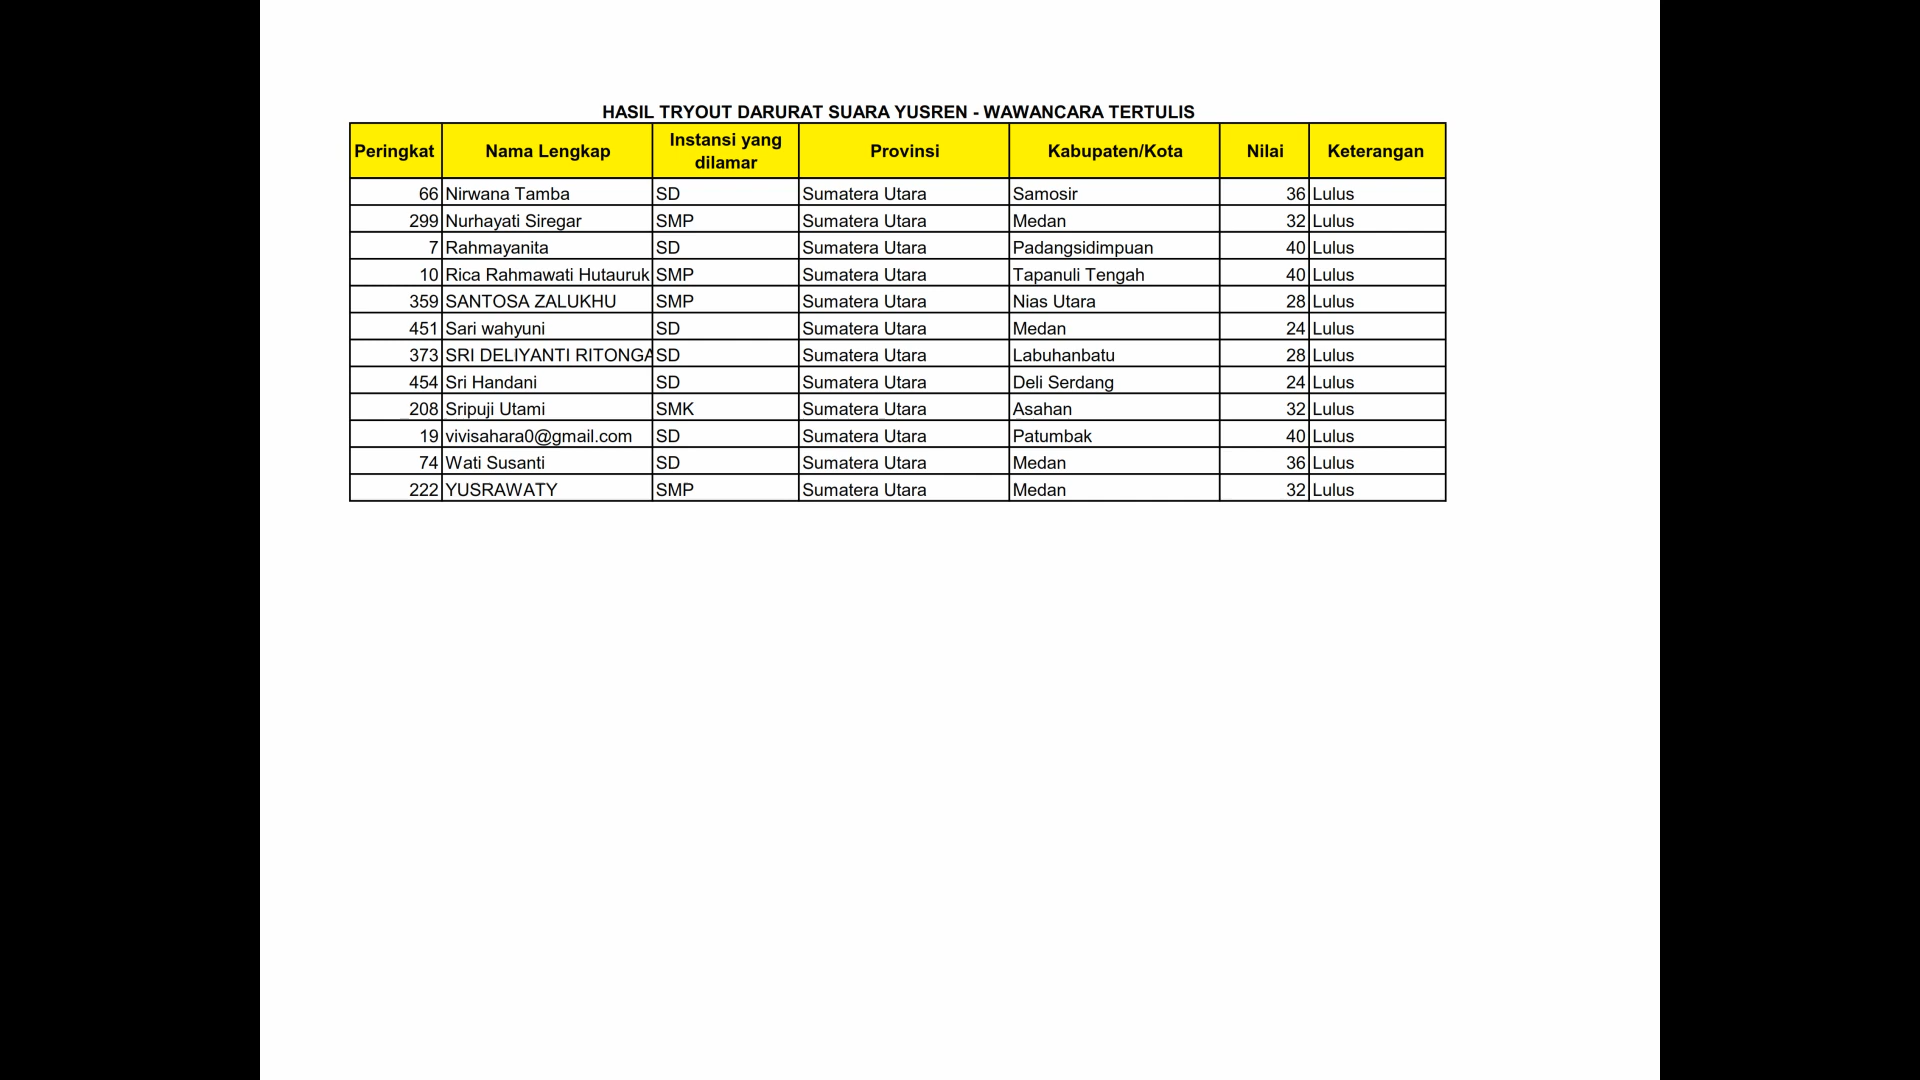 HASIL TRYOUT DARURAT SUARA YUSREN - WAWANCARA TERTULIS
Peringkat Nama Lengkap Instansi yang dilamar Provinsi Kabupaten/Kota Nilai Keterangan
66 Nirwana Tamba SD Sumatera Utara Samosir 36 Lulus
299 Nurhayati Siregar SMP Sumatera Utara Medan 32 Lulus
7 Rahmayanita SD Sumatera Utara Padangsidimpuan 40 Lulus
10 Rica Rahmawati Hutauruk SMP Sumatera Utara Tapanuli Tengah 40 Lulus
359 SANTOSA ZALUKHU SMP Sumatera Utara Nias Utara 28 Lulus
451 Sari wahyuni SD Sumatera Utara Medan 24 Lulus
373 SRI DELIYANTI RITONGA SD Sumatera Utara Labuhanbatu 28 Lulus
454 Sri Handani SD Sumatera Utara Deli Serdang 24 Lulus
208 Sripuji Utami SMK Sumatera Utara Asahan 32 Lulus
19 vivisahara0@gmail.com SD Sumatera Utara Patumbak 40 Lulus
74 Wati Susanti SD Sumatera Utara Medan 36 Lulus
222 YUSRAWATY SMP Sumatera Utara Medan 32 Lulus